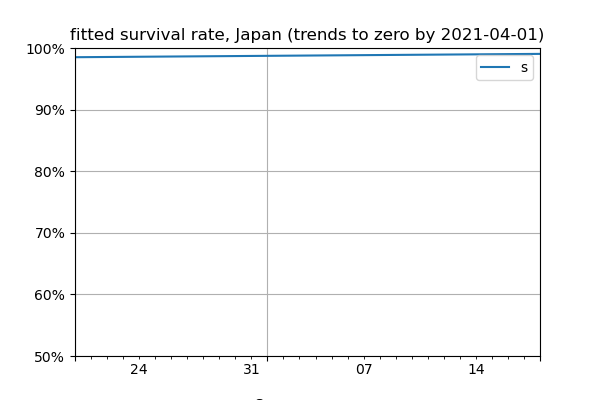 fitted survival rate, Japan (trends to zero by 2021-04-01)
100%
s
90%
80%
70%
60%
50%
24 31 07 14